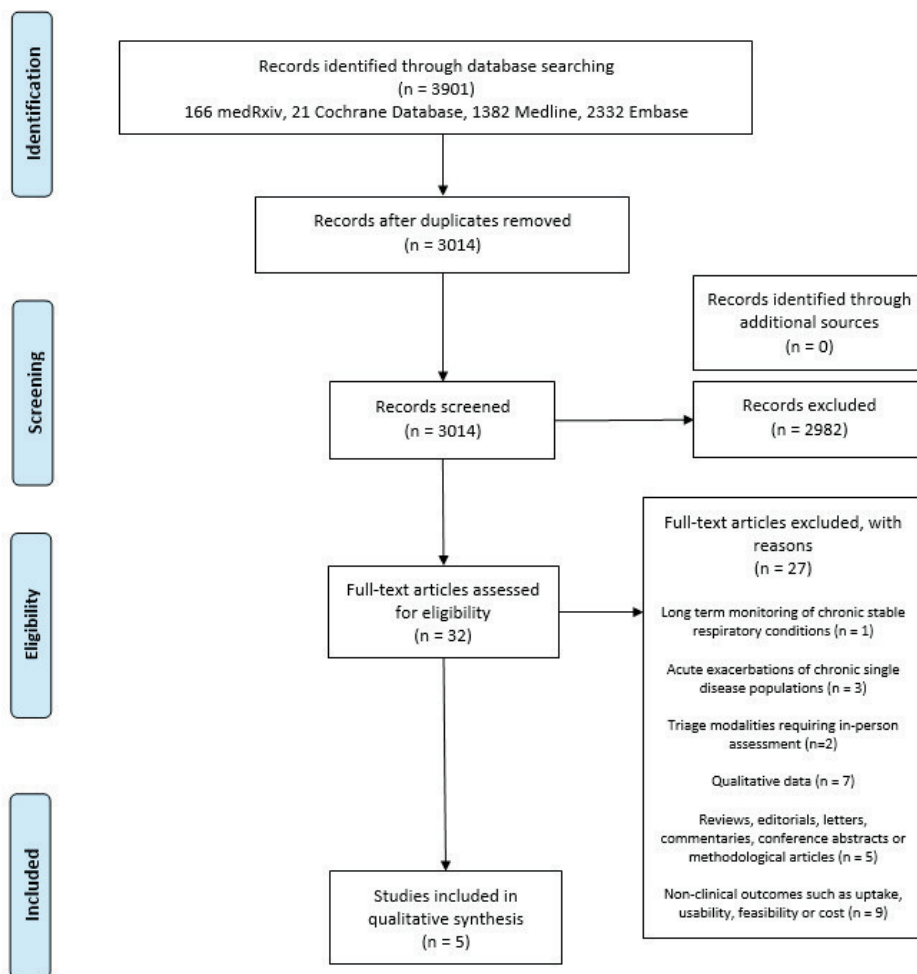 Identification
Records identified through database searching
(n = 3901)
166 medRxiv, 21 Cochrane Database, 1382 Medline, 2332 Embase
Records after duplicates removed
(n = 3014)
Screening
Records identified through
additional sources
(n = 0)
Records screened
(n = 3014)
Records excluded
(n = 2982)
Eligibility
Full-text articles assessed
for eligibility
(n = 32)
Full-text articles excluded, with
reasons
(n = 27)
Long term monitoring of chronic stable
respiratory conditions (n = 1)
Acute exacerbations of chronic single
disease populations (n = 3)
Triage modalities requiring in-person
assessment (n=2)
Qualitative data (n = 7)
Reviews, editorials, letters,
commentaries, conference abstracts or
methodological articles (n = 5)
Non-clinical outcomes such as uptake,
usability, feasibility or cost (n = 9)
Included
Studies included in
qualitative synthesis
(n = 5)